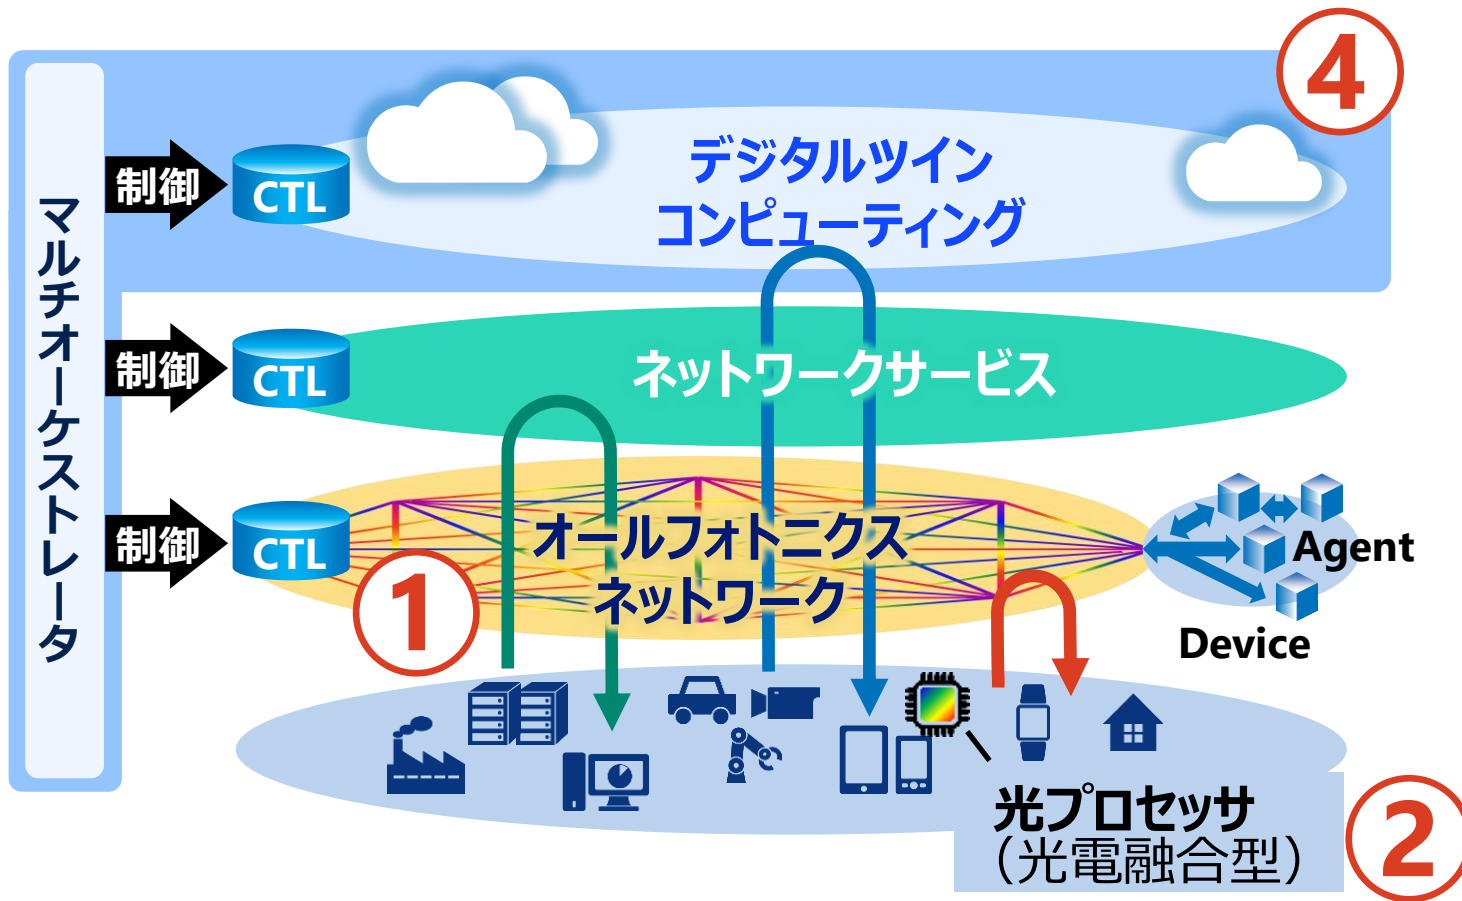 ④
マルチオーケストレータ
制御
CTL
デジタルツイン
コンピューティング
制御
CTL
ネットワークサービス
制御
CTL
オールフォトニクス
ネットワーク
①
Agent
Device
光プロセッサ
（光電融合型）
②